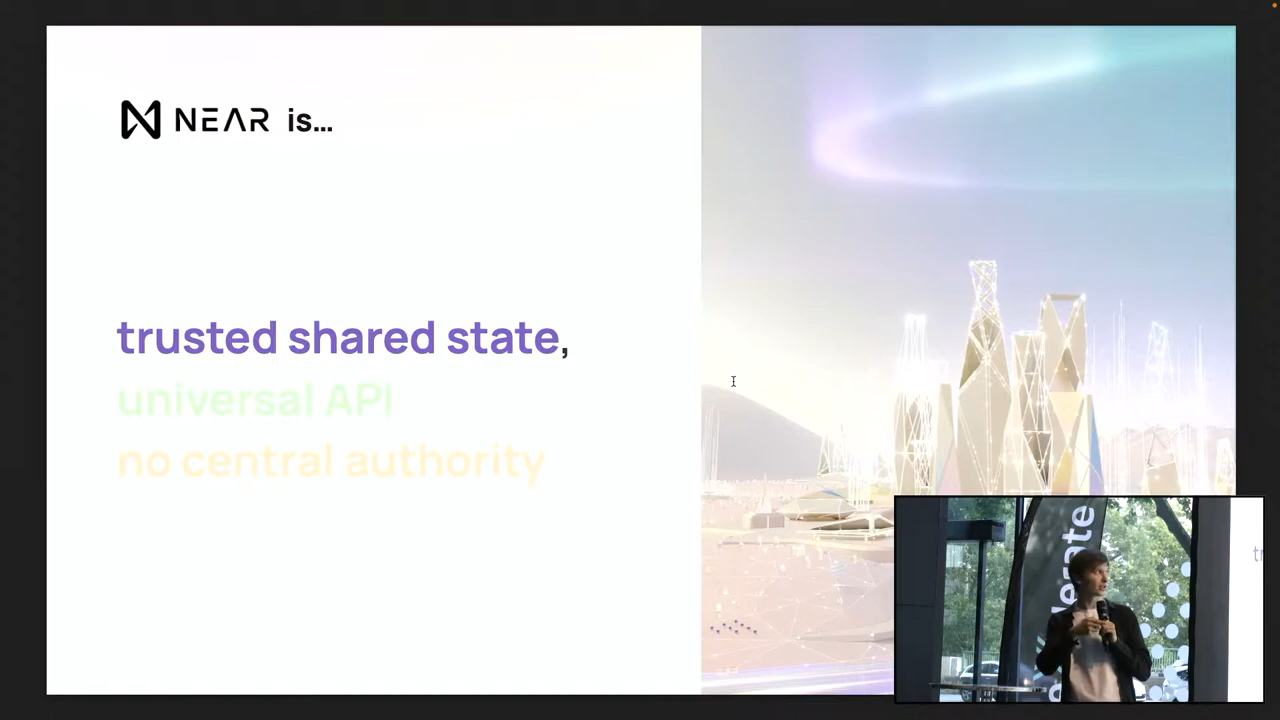 NEAR is...
trusted shared state,
universal API
no central authority